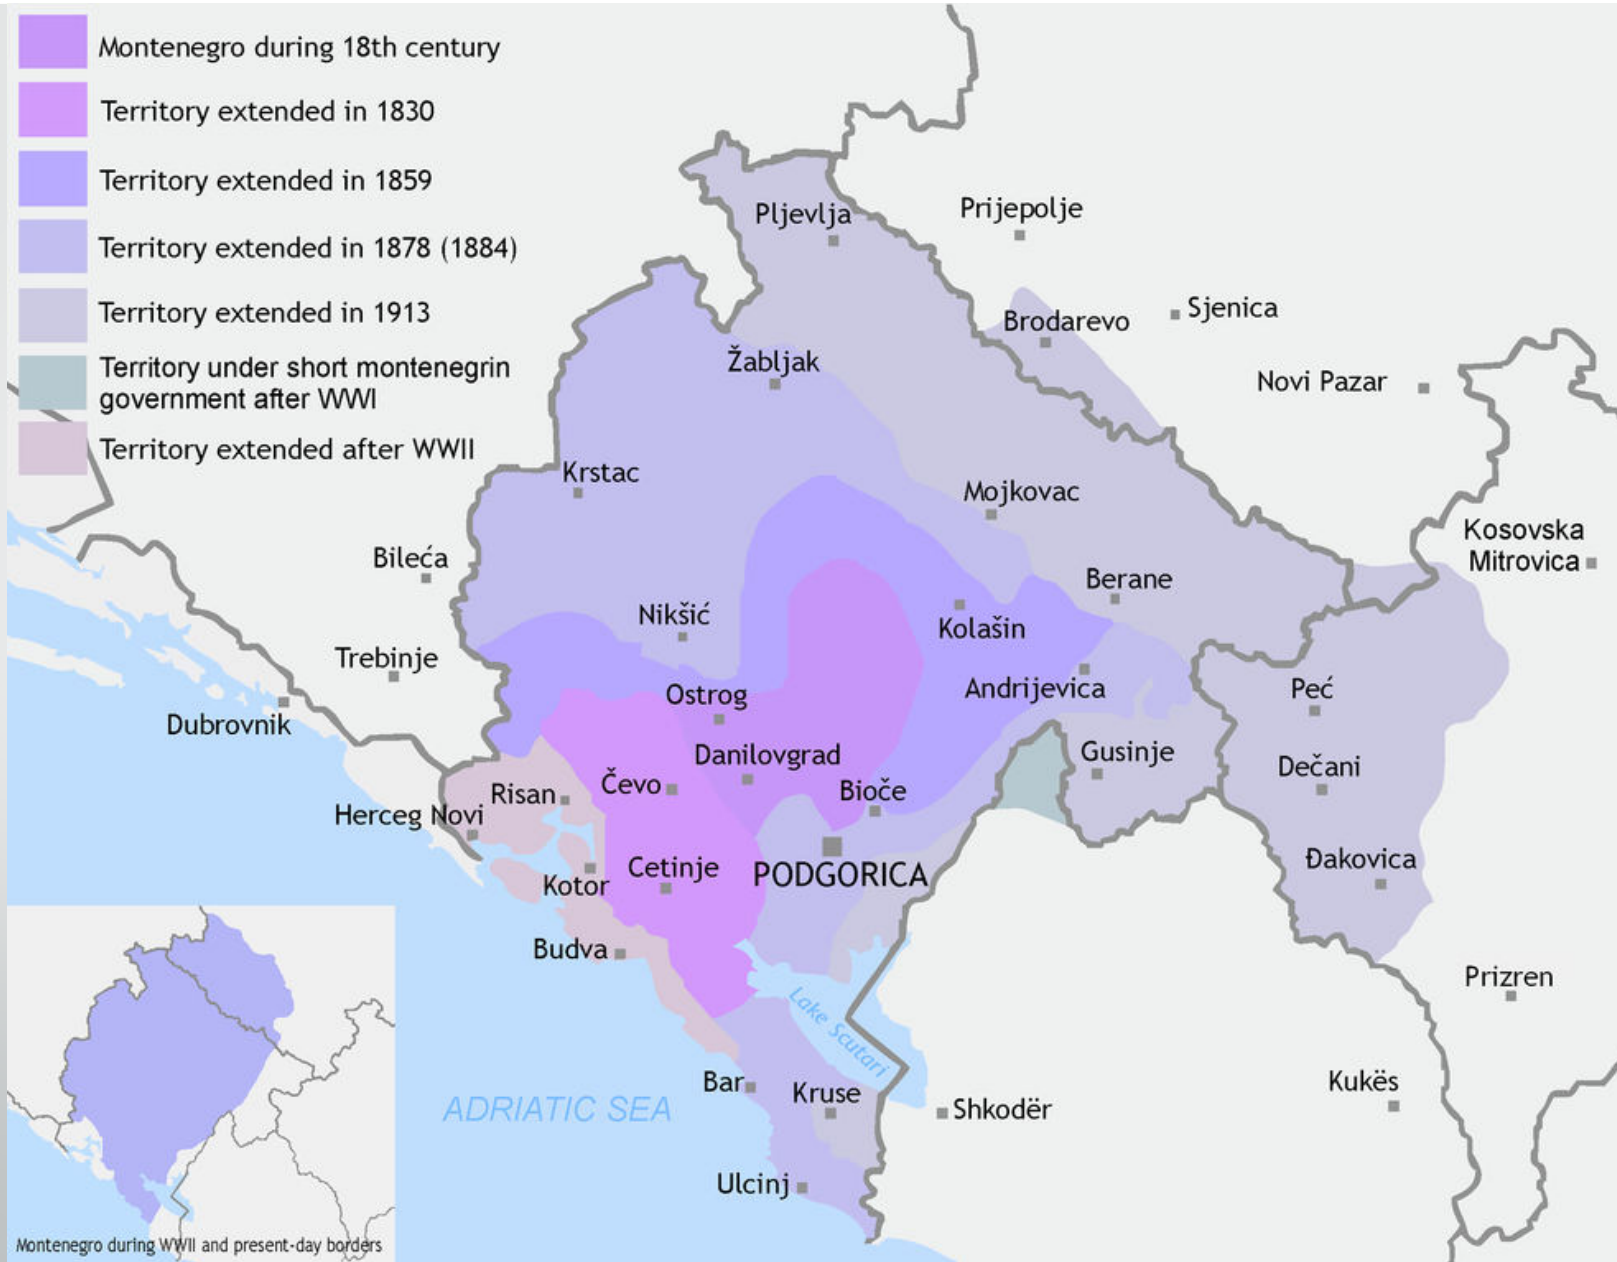 Montenegro during 18th century
Territory extended in 1830
Territory extended in 1859
Territory extended in 1878 (1884)
Territory extended in 1913
Territory under short montenegrin
government after WWI
Territory extended after WWII
Pljevlja
Prijepolje
Sjenica
Brodarevo
Žabljak
Novi Pazar
Krstac
Mojkovac
Kosovska
Mitrovica
Bileća
Berane
Nikšić
Kolašin
Trebinje
Andrijevica
Peć
Ostrog
Dubrovnik
Danilovgrad
Gusinje
Dečani
Čevo
Bioče
Risan
Herceg Novi
Đakovica
Cetinje
PODGORICA
Kotor
Budva
Prizren
Lake Scutari
Bar
Kruse
Kukës
ADRIATIC SEA
Shkodër
Ulcinj
Montenegro during WWII and present-day borders